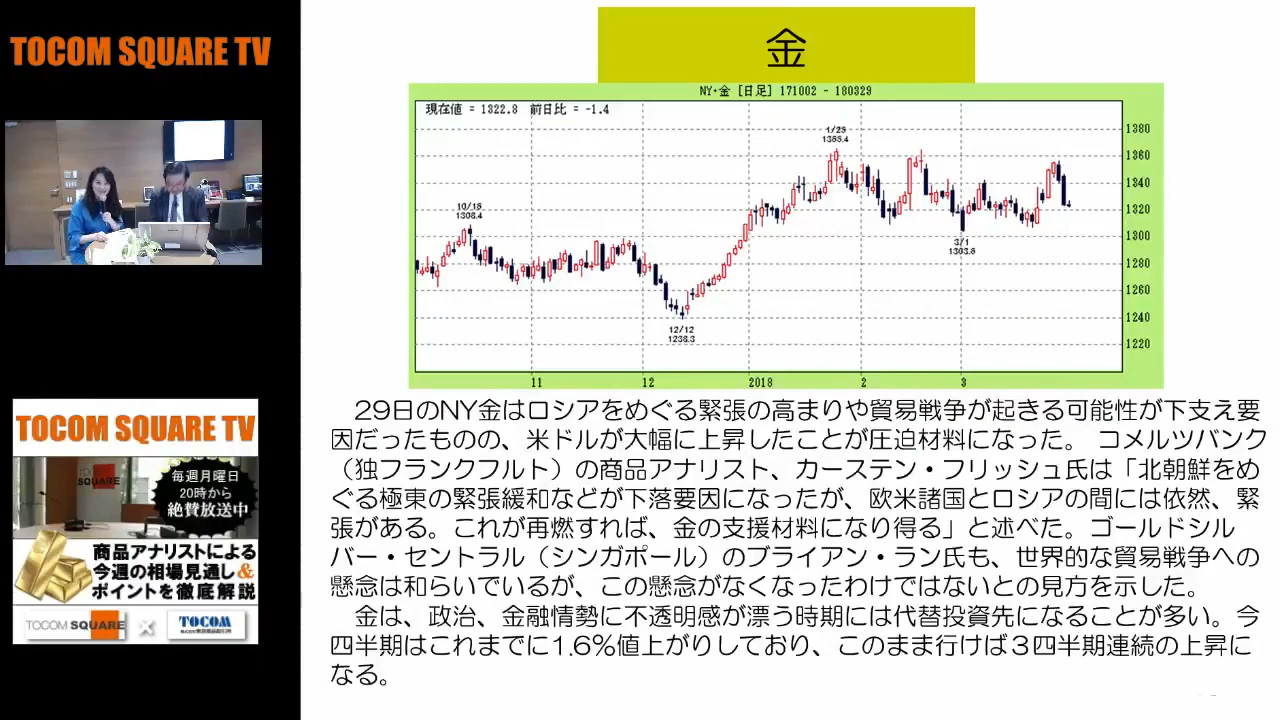 TOCOM SQUARE TV
金
NY・金 [日足] 171002 - 180329
現在値 = 1322.8 前日比 = -1.4
1380
1360
1340
1320
1300
1280
1260
1240
1220
10/16
1308.4
12/12
1238.3
1/25
1365.4
3/1
1303.6
11
12
2018
2
3
29日のNY金はロシアをめぐる緊張の高まりや貿易戦争が起きる可能性が下支え要
因だったものの、米ドルが大幅に上昇したことが圧迫材料になった。 コメルツバンク
（独フランクフルト）の商品アナリスト、カーステン・フリッシュ氏は「北朝鮮をめ
ぐる極東の緊張緩和などが下落要因になったが、欧米諸国とロシアの間には依然、緊
張がある。これが再燃すれば、金の支援材料になり得る」と述べた。ゴールドシル
バー・セントラル（シンガポール）のブライアン・ラン氏も、世界的な貿易戦争への
懸念は和らいでいるが、この懸念がなくなったわけではないとの見方を示した。
金は、政治、金融情勢に不透明感が漂う時期には代替投資先になることが多い。今
四半期はこれまでに1.6％値上がりしており、このまま行けば３四半期連続の上昇に
なる。
TOCOM SQUARE TV
SQUARE
毎週月曜日
20時から
絶賛放送中
商品アナリストによる
今週の相場見通し&
ポイントを徹底解説
TOCOM SQUARE × TOCOM
株式会社東京商品取引所